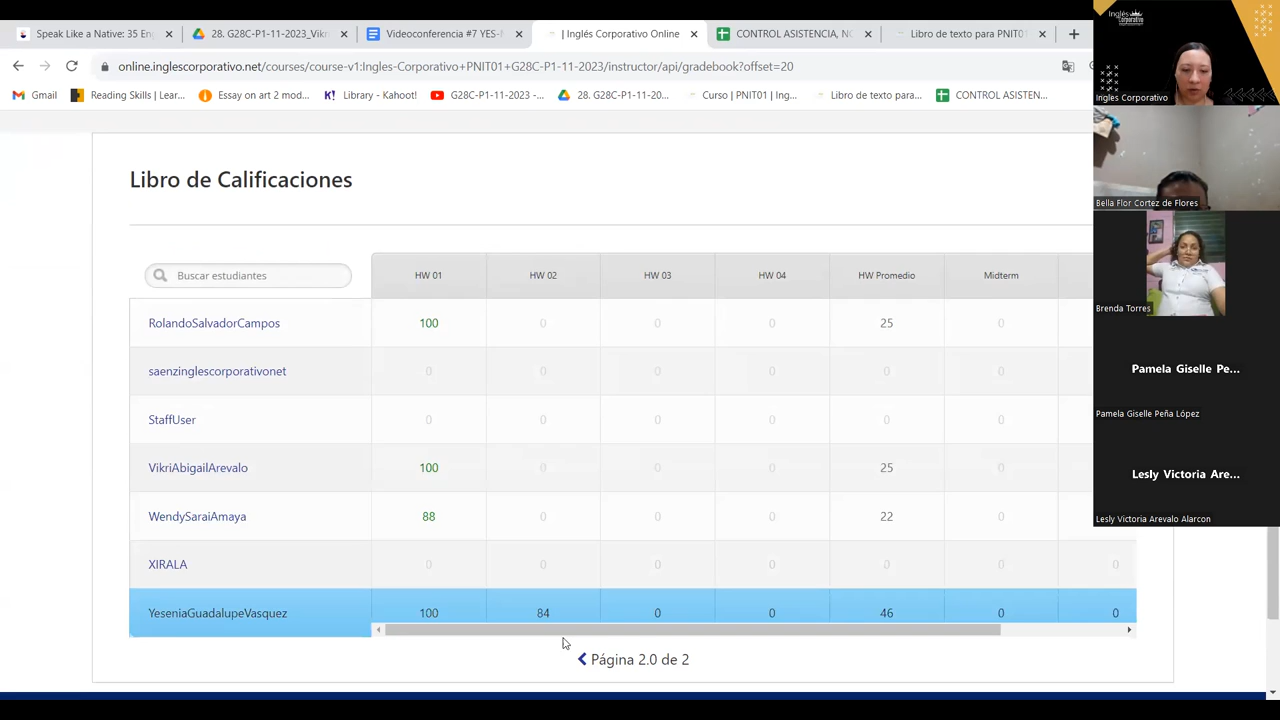 Speak Like a Native: 35 En
28. G28C-P1-11-2023_Vikr
Videoconferencia #7 YES-N
| Inglés Corporativo Online
CONTROL ASISTENCIA, NO
Libro de texto para PNIT01
online.inglescorporativo.net/courses/course-v1:Ingles-Corporativo+PNIT01+G28C-P1-11-2023/instructor/api/gradebook?offset=20
Gmail
Reading Skills | Lear...
Essay on art 2 mod...
Library - Kano
G28C-P1-11-2023 -...
28. G28C-P1-11-20...
Curso | PNIT01 | Ing...
Libro de texto para...
CONTROL ASISTEN...
Libro de Calificaciones
Buscar estudiantes HW 01 HW 02 HW 03 HW 04 HW Promedio Midterm
RolandoSalvadorCampos 100 0 0 0 25 0
saenzinglescorporativonet 0 0 0 0 0 0
StaffUser 0 0 0 0 0 0
VikriAbigailArevalo 100 0 0 0 25 0
WendySaraiAmaya 88 0 0 0 22 0
XIRALA 0 0 0 0 0 0 0
YeseniaGuadalupeVasquez 100 84 0 0 46 0 0
Página 2.0 de 2
Inglés
Corporativo
Ingles Corporativo
Bella Flor Cortez de Flores
Brenda Torres
Pamela Giselle Pe...
Pamela Giselle Peña López
Lesly Victoria Are...
Lesly Victoria Arevalo Alarcon